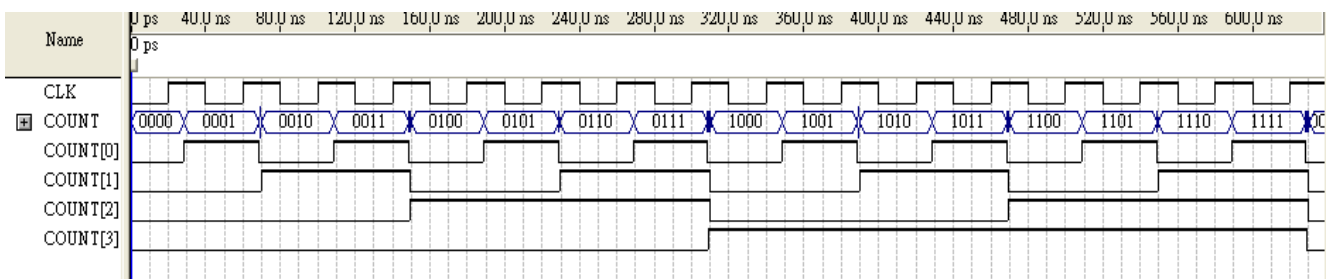 0 ps 40.0 ns 80.0 ns 120.0 ns 160.0 ns 200.0 ns 240.0 ns 280.0 ns 320.0 ns 360.0 ns 400.0 ns 440.0 ns 480.0 ns 520.0 ns 560.0 ns 600.0 ns
Name
0 ps
CLK
COUNT 0000 0001 0010 0011 0100 0101 0110 0111 1000 1001 1010 1011 1100 1101 1110 1111
COUNT[0]
COUNT[1]
COUNT[2]
COUNT[3]